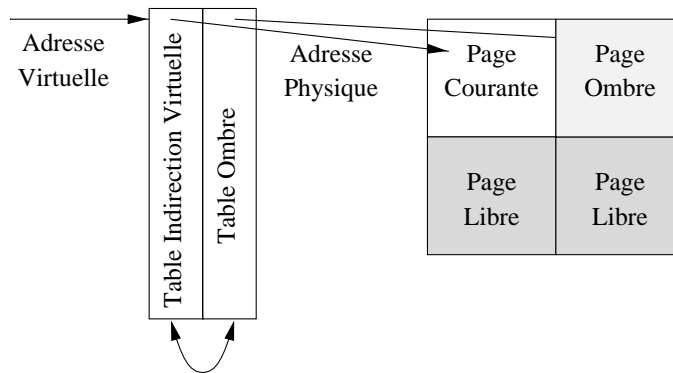 Adresse
Virtuelle
Table Indirection Virtuelle
Table Ombre
Adresse
Physique
Page
Courante
Page
Ombre
Page
Libre
Page
Libre